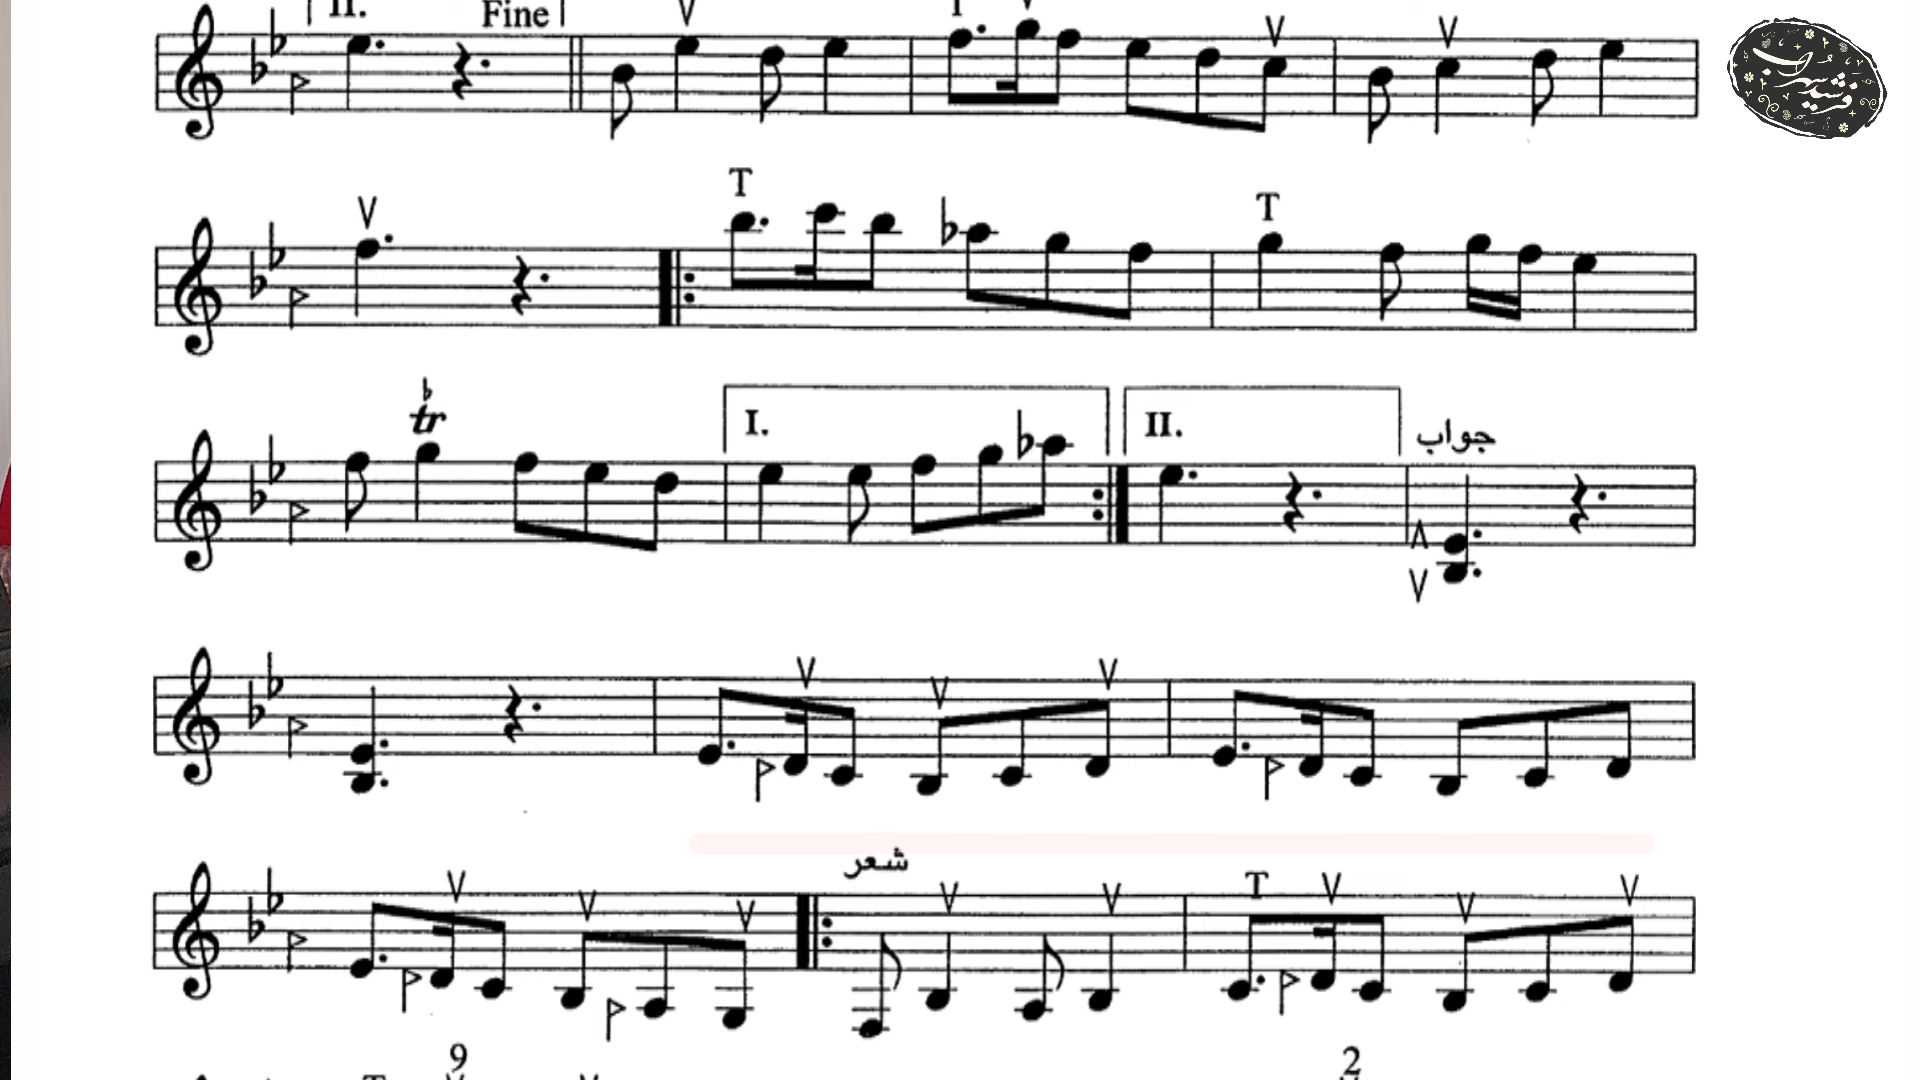 II. Fine
V
V V
T
V
T T
tr
I. II. جواب
V
V V V
شعر
V V V V V T V V V
9 2